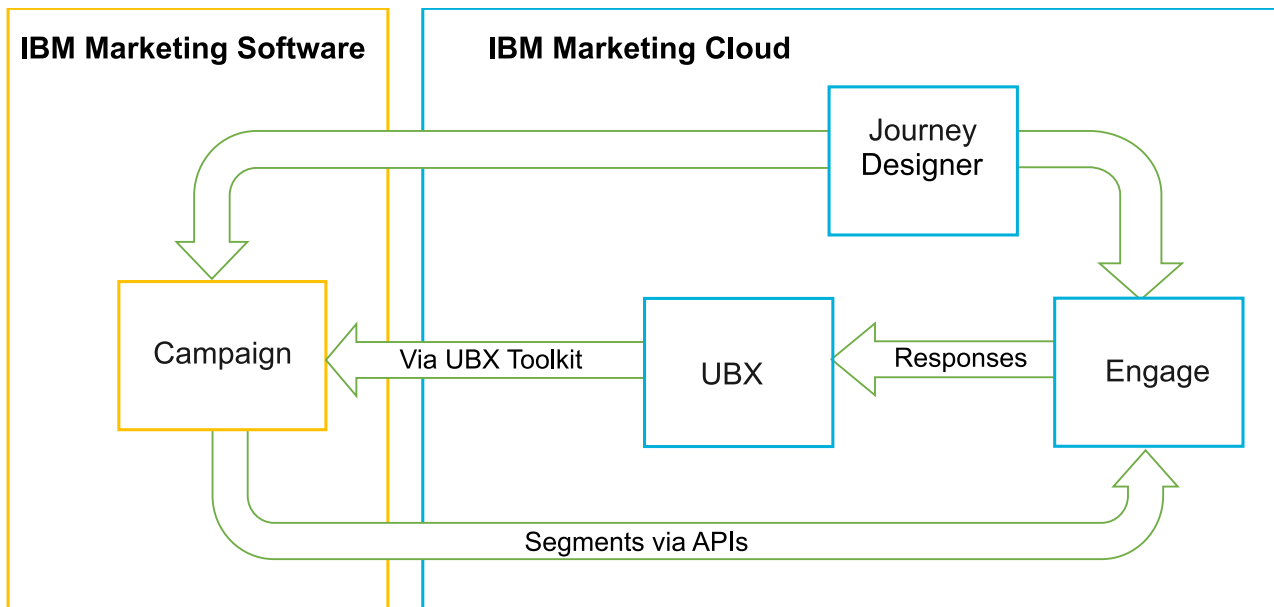 IBM Marketing Software
IBM Marketing Cloud
Journey
Designer
Campaign
Via UBX Toolkit
UBX
Responses
Engage
Segments via APIs